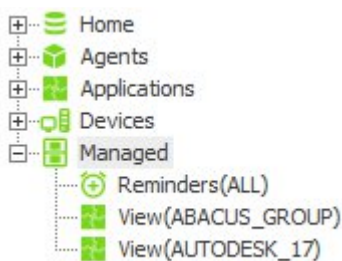 Home
Agents
Applications
Devices
Managed
Reminders(ALL)
View(ABACUS_GROUP)
View(AUTODESK_17)